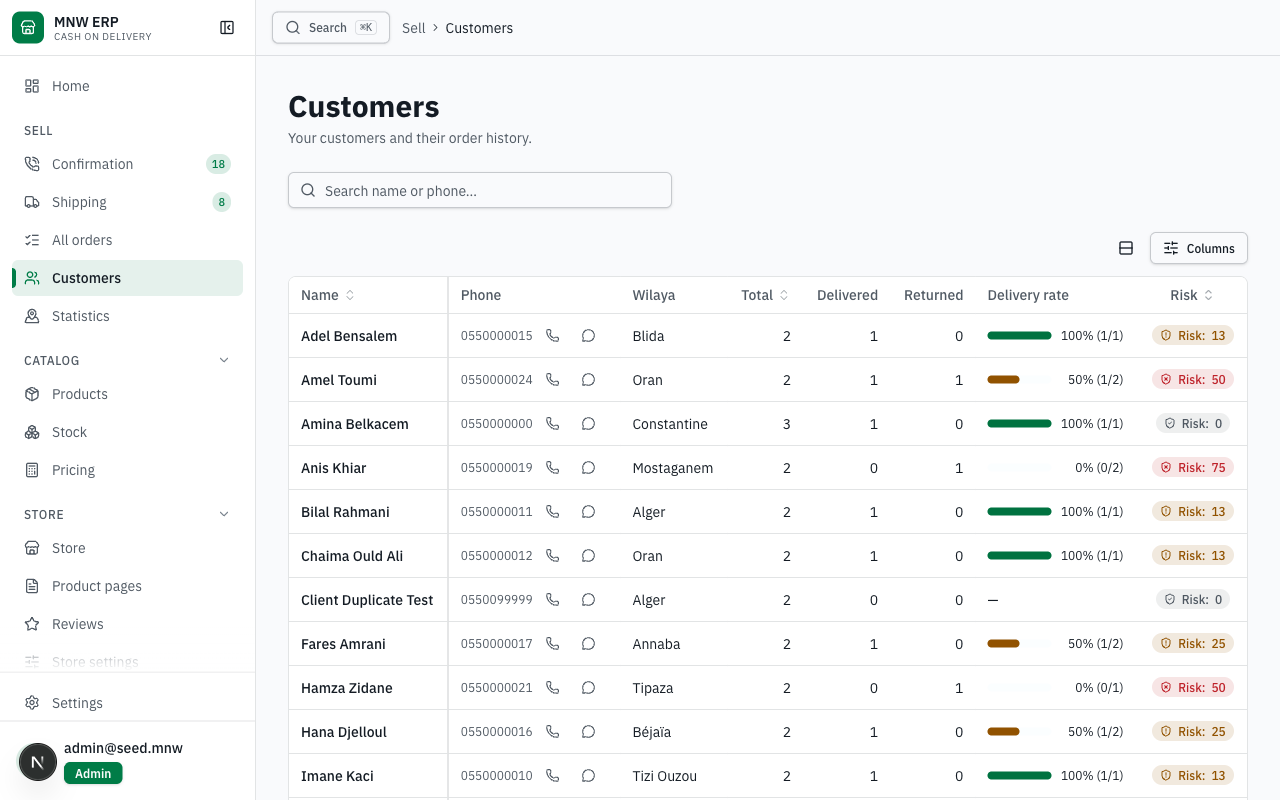 MNW ERP
CASH ON DELIVERY
Search ⌘K
Sell > Customers
Home
SELL
Confirmation 18
Shipping 8
All orders
Customers
Statistics
CATALOG
Products
Stock
Pricing
STORE
Store
Product pages
Reviews
Store settings
Settings
N
admin@seed.mnw
Admin
Customers
Your customers and their order history.
Search name or phone...
Columns
Name Phone Wilaya Total Delivered Returned Delivery rate Risk
Adel Bensalem 0550000015 Blida 2 1 0 100% (1/1) Risk: 13
Amel Toumi 0550000024 Oran 2 1 1 50% (1/2) Risk: 50
Amina Belkacem 0550000000 Constantine 3 1 0 100% (1/1) Risk: 0
Anis Khiar 0550000019 Mostaganem 2 0 1 0% (0/2) Risk: 75
Bilal Rahmani 0550000011 Alger 2 1 0 100% (1/1) Risk: 13
Chaima Ould Ali 0550000012 Oran 2 1 0 100% (1/1) Risk: 13
Client Duplicate Test 0550099999 Alger 2 0 0 — Risk: 0
Fares Amrani 0550000017 Annaba 2 1 0 50% (1/2) Risk: 25
Hamza Zidane 0550000021 Tipaza 2 0 1 0% (0/1) Risk: 50
Hana Djelloul 0550000016 Béjaïa 2 1 0 50% (1/2) Risk: 25
Imane Kaci 0550000010 Tizi Ouzou 2 1 0 100% (1/1) Risk: 13